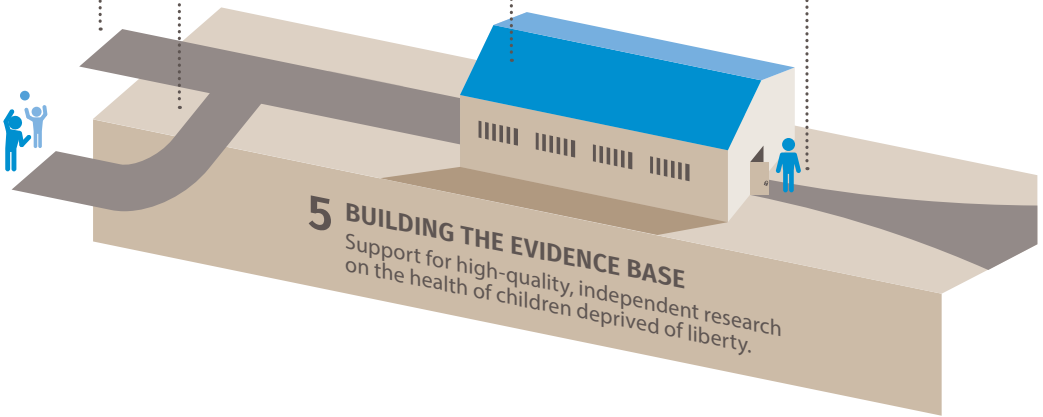 5 BUILDING THE EVIDENCE BASE
Support for high-quality, independent research
on the health of children deprived of liberty.